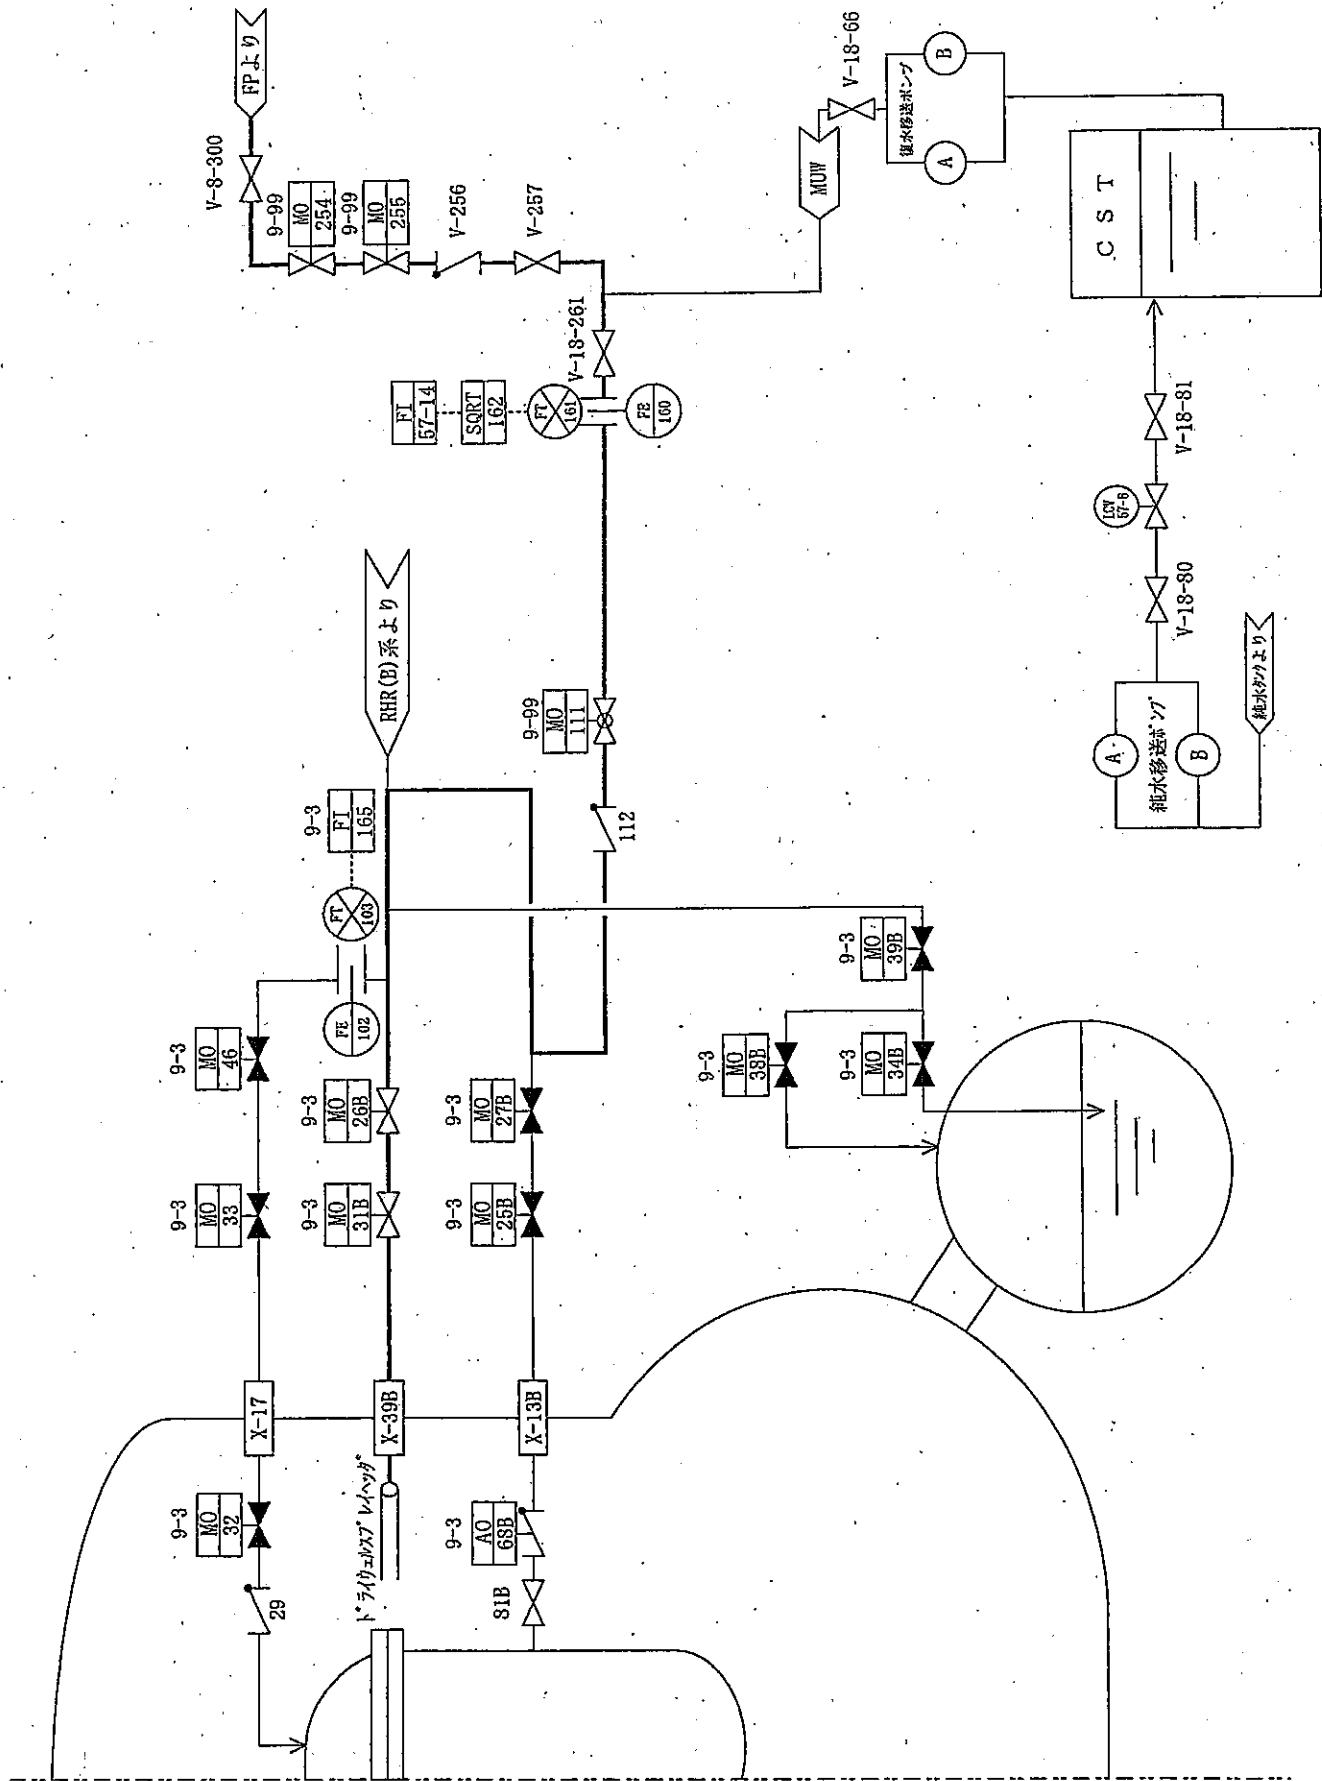 FPより
V-8-300
9-99
MO
254
9-99
MO
255
V-256
V-257
V-18-66
復水移送ポンプ
A
B
MUW
CST
V-18-261
FI
57-14
SQRT
162
FT
161
FE
160
V-18-81
LCV
57-6
V-18-80
純水移送ポンプ
A
B
純水タンクより
RHR(B)系より
9-99
MO
111
112
9-3
FI
165
FT
103
FE
102
9-3
MO
46
9-3
MO
26B
9-3
MO
27B
9-3
MO
39B
9-3
MO
38B
9-3
MO
34B
9-3
MO
33
9-3
MO
31B
9-3
MO
25B
X-17
X-39B
X-13B
9-3
MO
32
29
ドライウェルスプレイヘッダ
9-3
AO
68B
81B